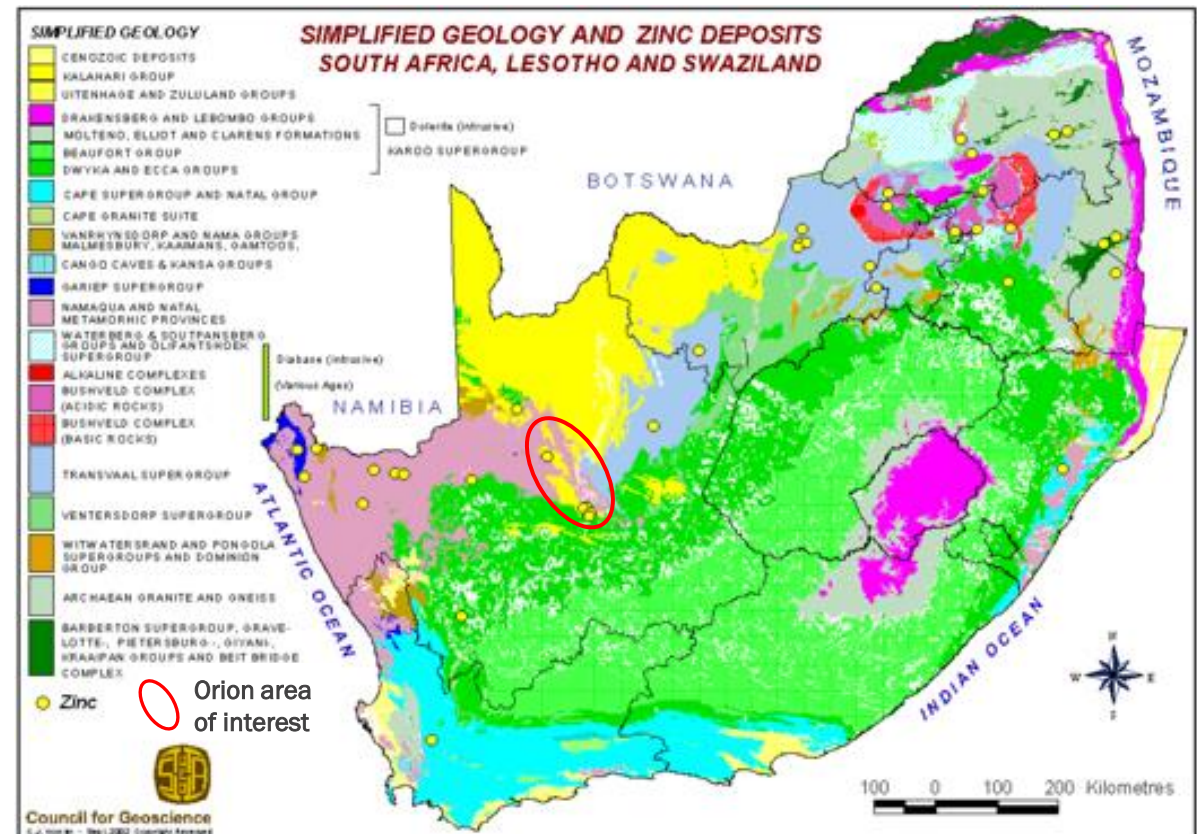 SIMPLIFIED GEOLOGY AND ZINC DEPOSITS
SOUTH AFRICA, LESOTHO AND SWAZILAND
SIMPLIFIED GEOLOGY
CENOZOIC DEPOSITS
KALAHARI GROUP
UITENHAGE AND ZULULAND GROUPS
DRAKENSBERG AND LEBOMBO GROUPS
MOLTENO, ELLIOT AND CLARENS FORMATIONS
BEAUFORT GROUP
DWYKA AND ECCA GROUPS
Dolerite (Intrusive)
KAROO SUPERGROUP
CAPE SUPERGROUP AND NATAL GROUP
CAPE GRANITE SUITE
VANRHYNSDORP AND NAMA GROUPS
MALMESBURY, KAAIMANS, GAMTOOS,
CANGO CAVES & KANSA GROUPS
GARIEP SUPERGROUP
NAMAQUA AND NATAL
METAMORHIC PROVINCES
WATERBERG & SOUTPANSBERG
GROUPS AND OLIFANTSHOEK
SUPERGROUP
ALKALINE COMPLEXES
BUSHVELD COMPLEX
(ACIDIC ROCKS)
BUSHVELD COMPLEX
(BASIC ROCKS)
Diabase (Intrusive)
(Various Ages)
TRANSVAAL SUPERGROUP
VENTERSDORP SUPERGROUP
WITWATERSRAND AND PONGOLA
SUPERGROUPS AND DOMINION
GROUP
ARCHAEAN GRANITE AND GNEISS
BARBERTON SUPERGROUP, GRAVE-
LOTTE-, PIETERSBURG-, GIYANI,
KRAAIPAN GROUPS AND BEIT BRIDGE
COMPLEX
Zinc
Orion area
of interest
Council for Geoscience
BOTSWANA
NAMIBIA
MOZAMBIQUE
ATLANTIC OCEAN
INDIAN OCEAN
N
W
E
S
100 0 100 200 Kilometres